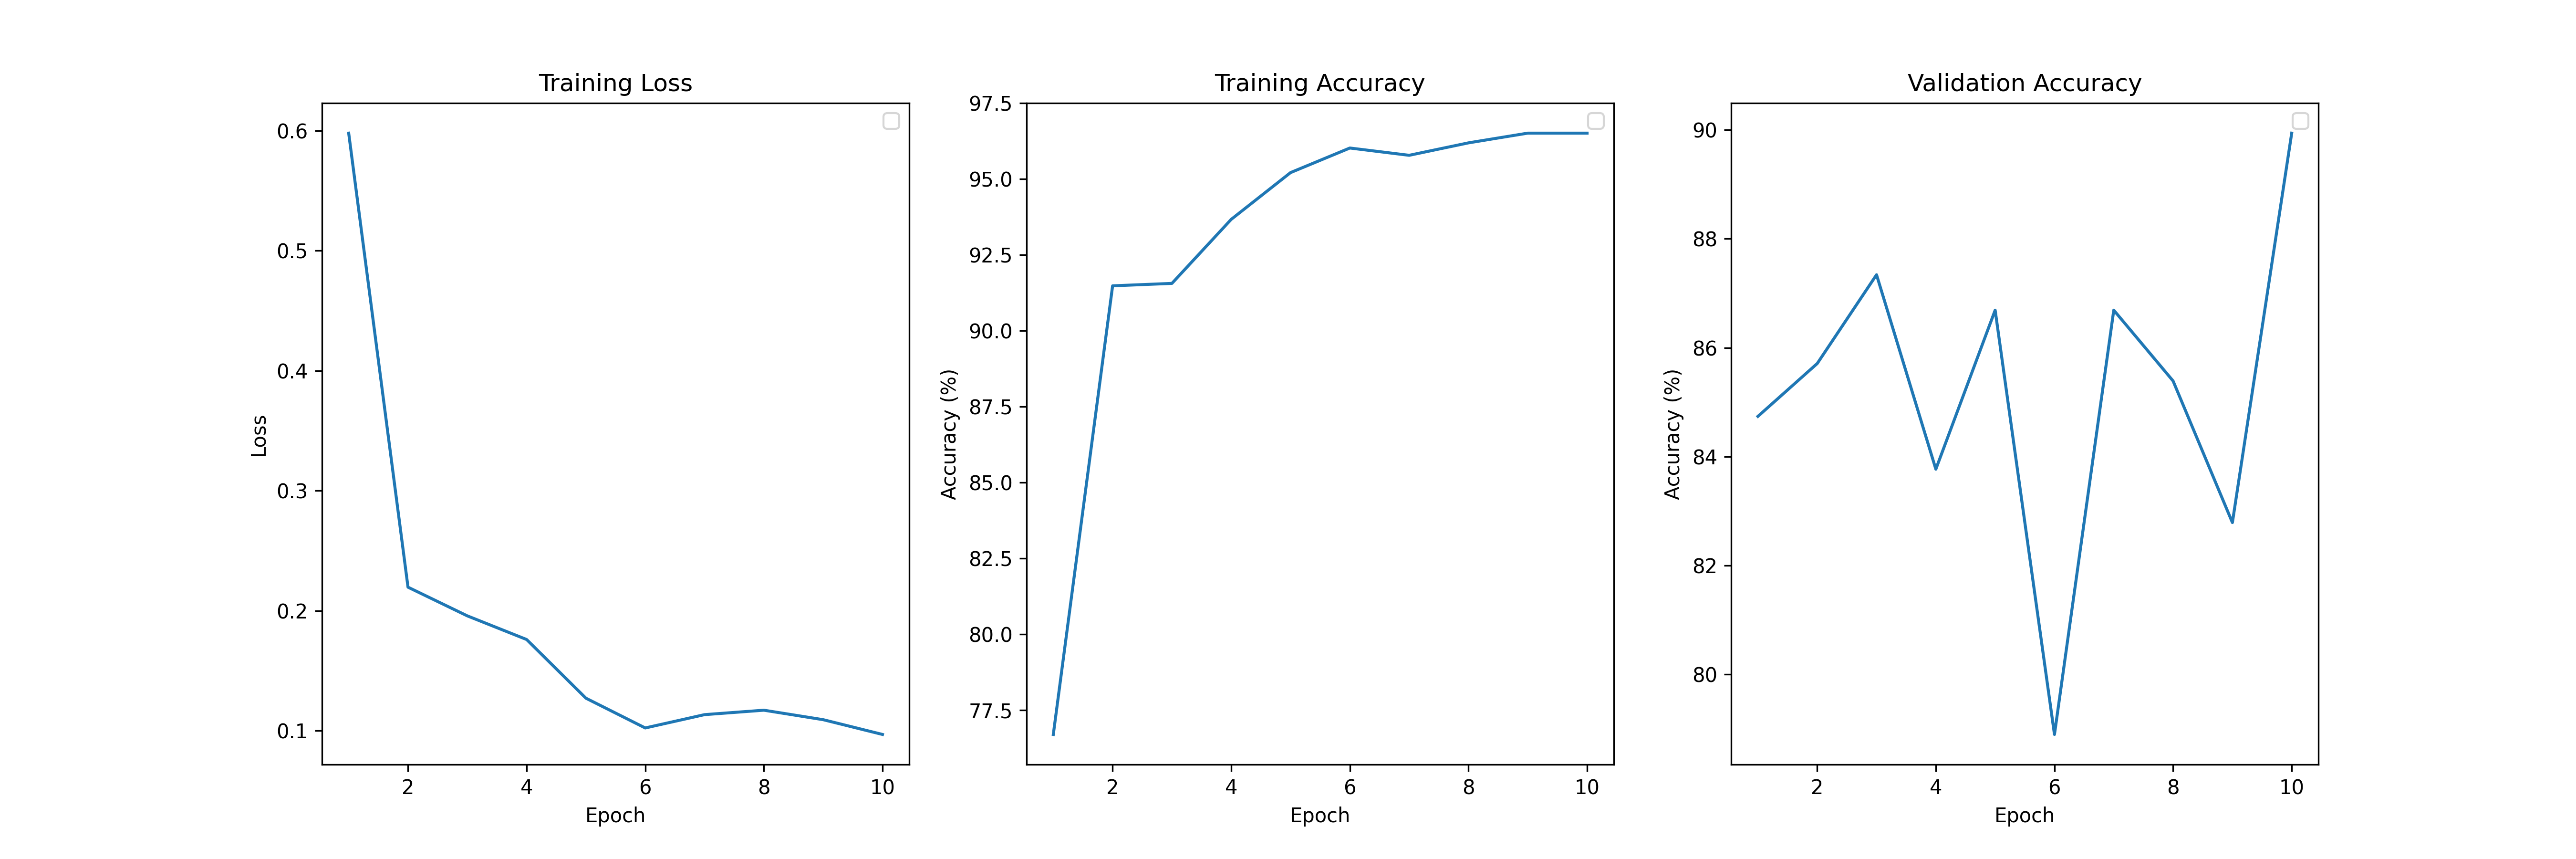 Training Loss
0.6
0.5
0.4
0.3
0.2
0.1
Loss
2 4 6 8 10
Epoch
Training Accuracy
97.5
95.0
92.5
90.0
87.5
85.0
82.5
80.0
77.5
Accuracy (%)
2 4 6 8 10
Epoch
Validation Accuracy
90
88
86
84
82
80
Accuracy (%)
2 4 6 8 10
Epoch